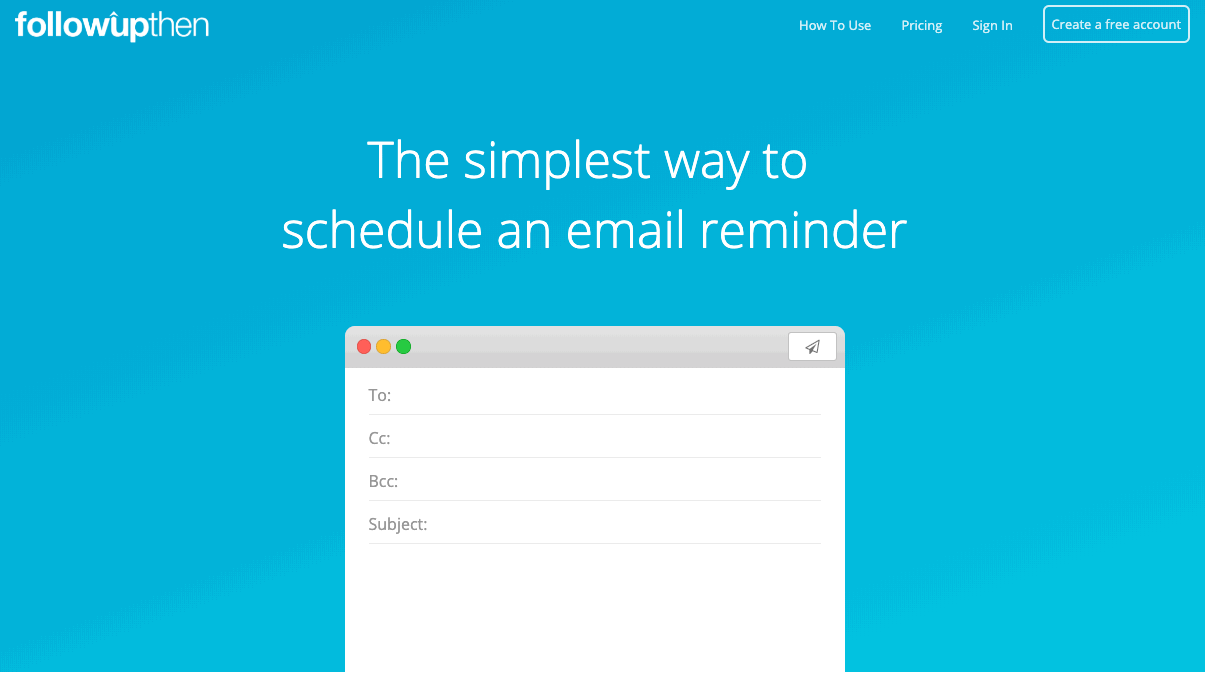 followupthen
How To Use
Pricing
Sign In
Create a free account
The simplest way to
schedule an email reminder
To:
Cc:
Bcc:
Subject: